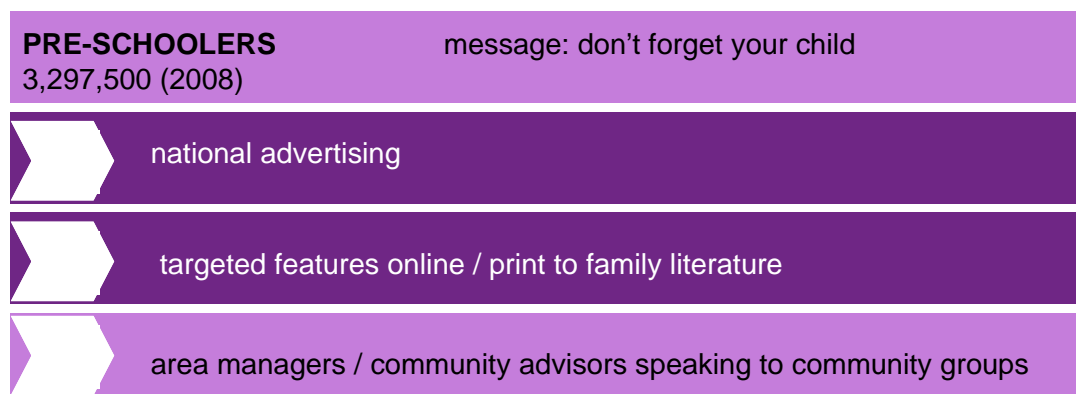 PRE-SCHOOLERS message: don't forget your child
3,297,500 (2008)
national advertising
targeted features online / print to family literature
area managers / community advisors speaking to community groups